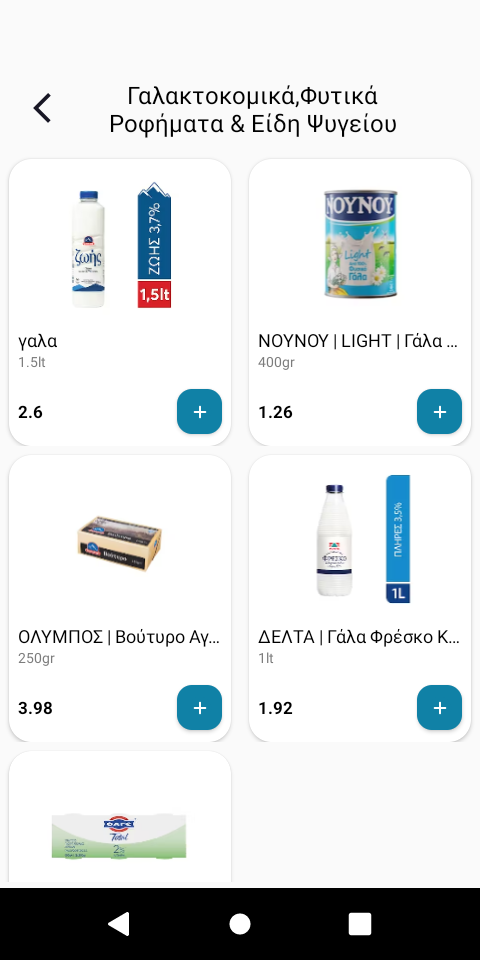 Γαλακτοκομικά,Φυτικά
Ροφήματα & Είδη Ψυγείου
ζωής
ΖΩΗΣ 3,7%
1,5lt
γαλα
1.5lt
2.6
+
ΝΟΥΝΟΥ
Light
Γάλα
ΝΟΥΝΟΥ | LIGHT | Γάλα ...
400gr
1.26
+
Βούτυρο
ΟΛΥΜΠΟΣ | Βούτυρο Αγ...
250gr
3.98
+
ΦΡΕΣΚΟ
ΠΛΗΡΕΣ 3,5%
1L
ΔΕΛΤΑ | Γάλα Φρέσκο Κ...
1lt
1.92
+
ΦΑΓΕ
Total
2%